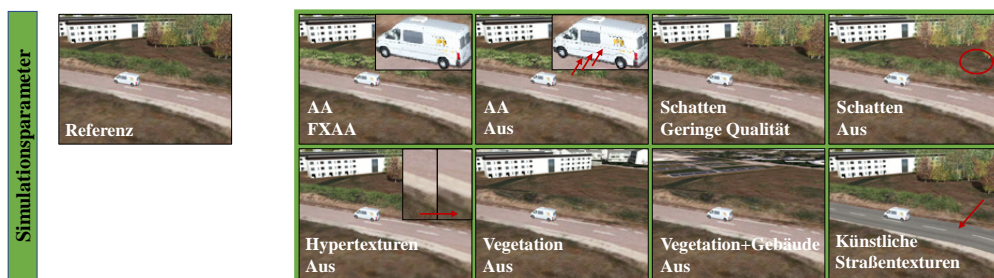 Simulationsparameter
Referenz
AA
FXAA
AA
Aus
Schatten
Geringe Qualität
Schatten
Aus
Hypertexturen
Aus
Vegetation
Aus
Vegetation+Gebäude
Aus
Künstliche
Straßentexturen